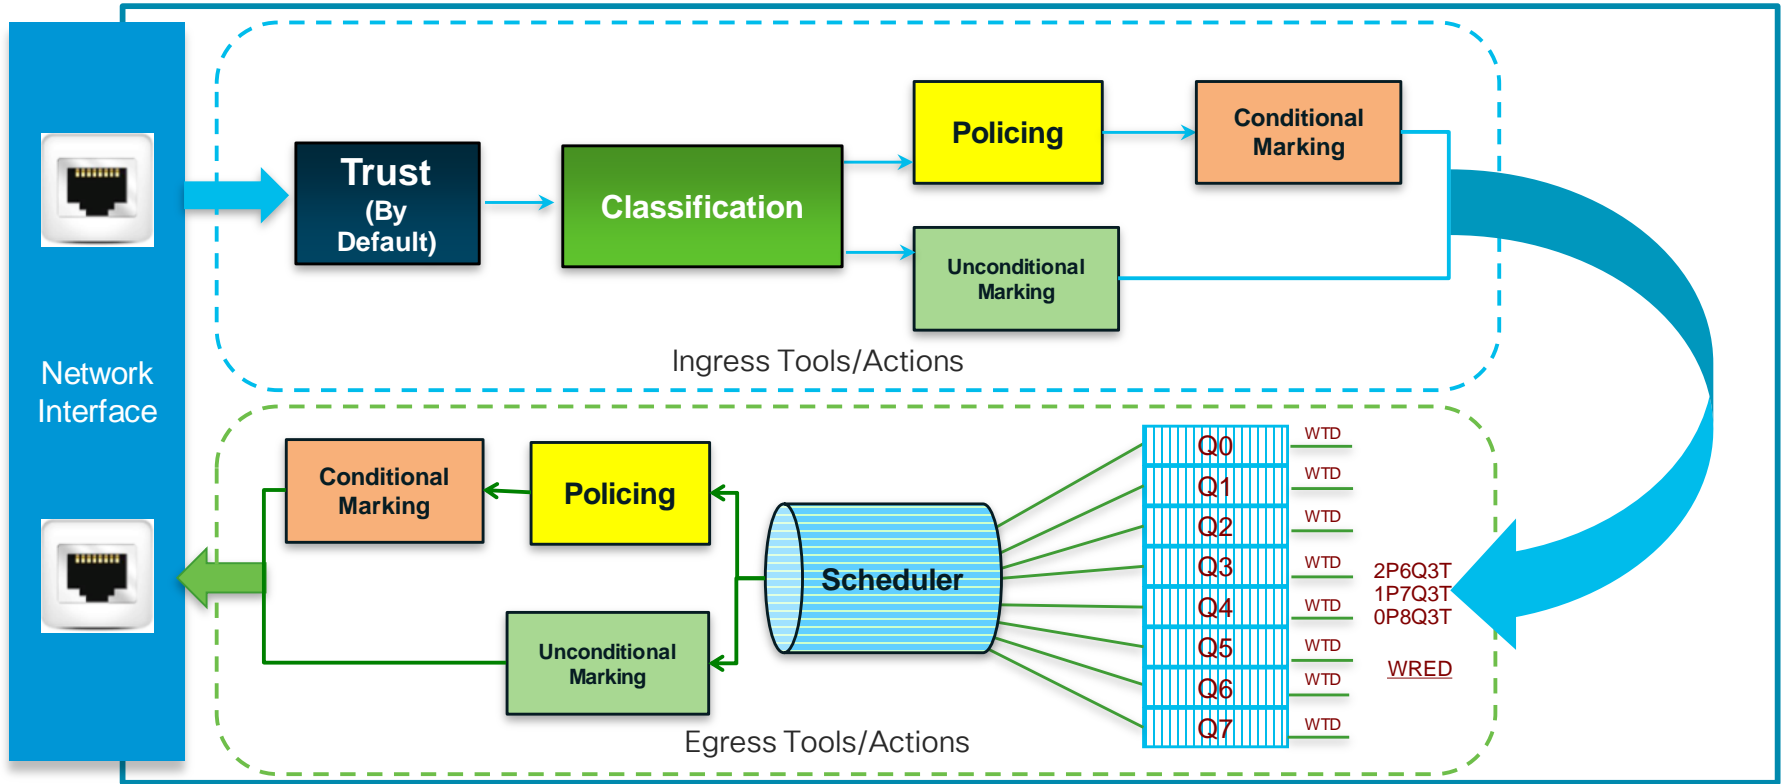 Network
Interface
Trust
(By
Default)
Classification
Policing
Conditional
Marking
Unconditional
Marking
Ingress Tools/Actions
Conditional
Marking
Policing
Unconditional
Marking
Scheduler
Q0
WTD
Q1
WTD
Q2
WTD
Q3
WTD
Q4
WTD
Q5
WTD
Q6
WTD
Q7
WTD
2P6Q3T
1P7Q3T
0P8Q3T
WRED
Egress Tools/Actions